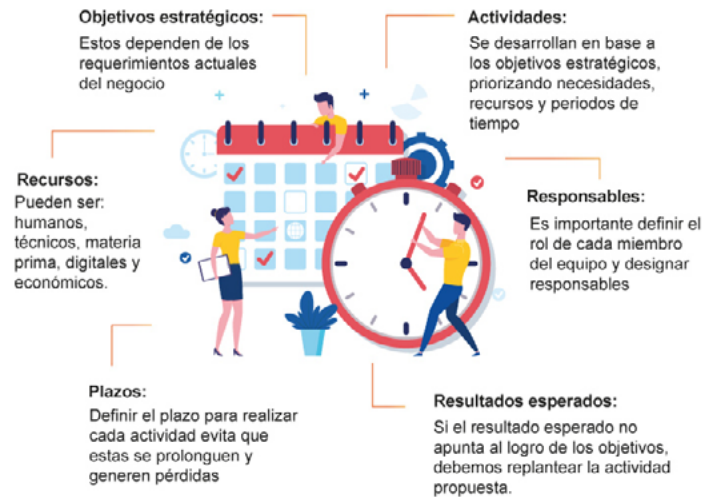 Objetivos estratégicos:
Estos dependen de los
requerimientos actuales
del negocio
Actividades:
Se desarrollan en base a
los objetivos estratégicos,
priorizando necesidades,
recursos y periodos de
tiempo
Recursos:
Pueden ser:
humanos,
técnicos, materia
prima, digitales y
económicos.
Responsables:
Es importante definir el
rol de cada miembro
del equipo y designar
responsables
Plazos:
Definir el plazo para realizar
cada actividad evita que
estas se prolonguen y
generen pérdidas
Resultados esperados:
Si el resultado esperado no
apunta al logro de los objetivos,
debemos replantear la actividad
propuesta.